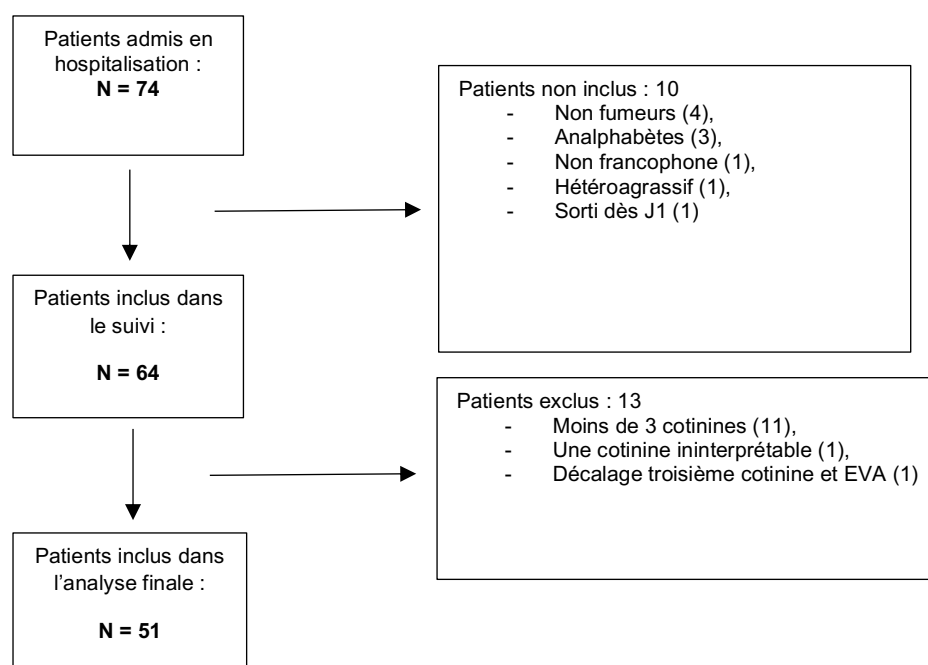 Patients admis en
hospitalisation :
N = 74
Patients non inclus : 10
- Non fumeurs (4),
- Analphabètes (3),
- Non francophone (1),
- Hétéroagrassif (1),
- Sorti dès J1 (1)
Patients inclus dans
le suivi :
N = 64
Patients exclus : 13
- Moins de 3 cotinines (11),
- Une cotinine ininterprétable (1),
- Décalage troisième cotinine et EVA (1)
Patients inclus dans
l'analyse finale :
N = 51